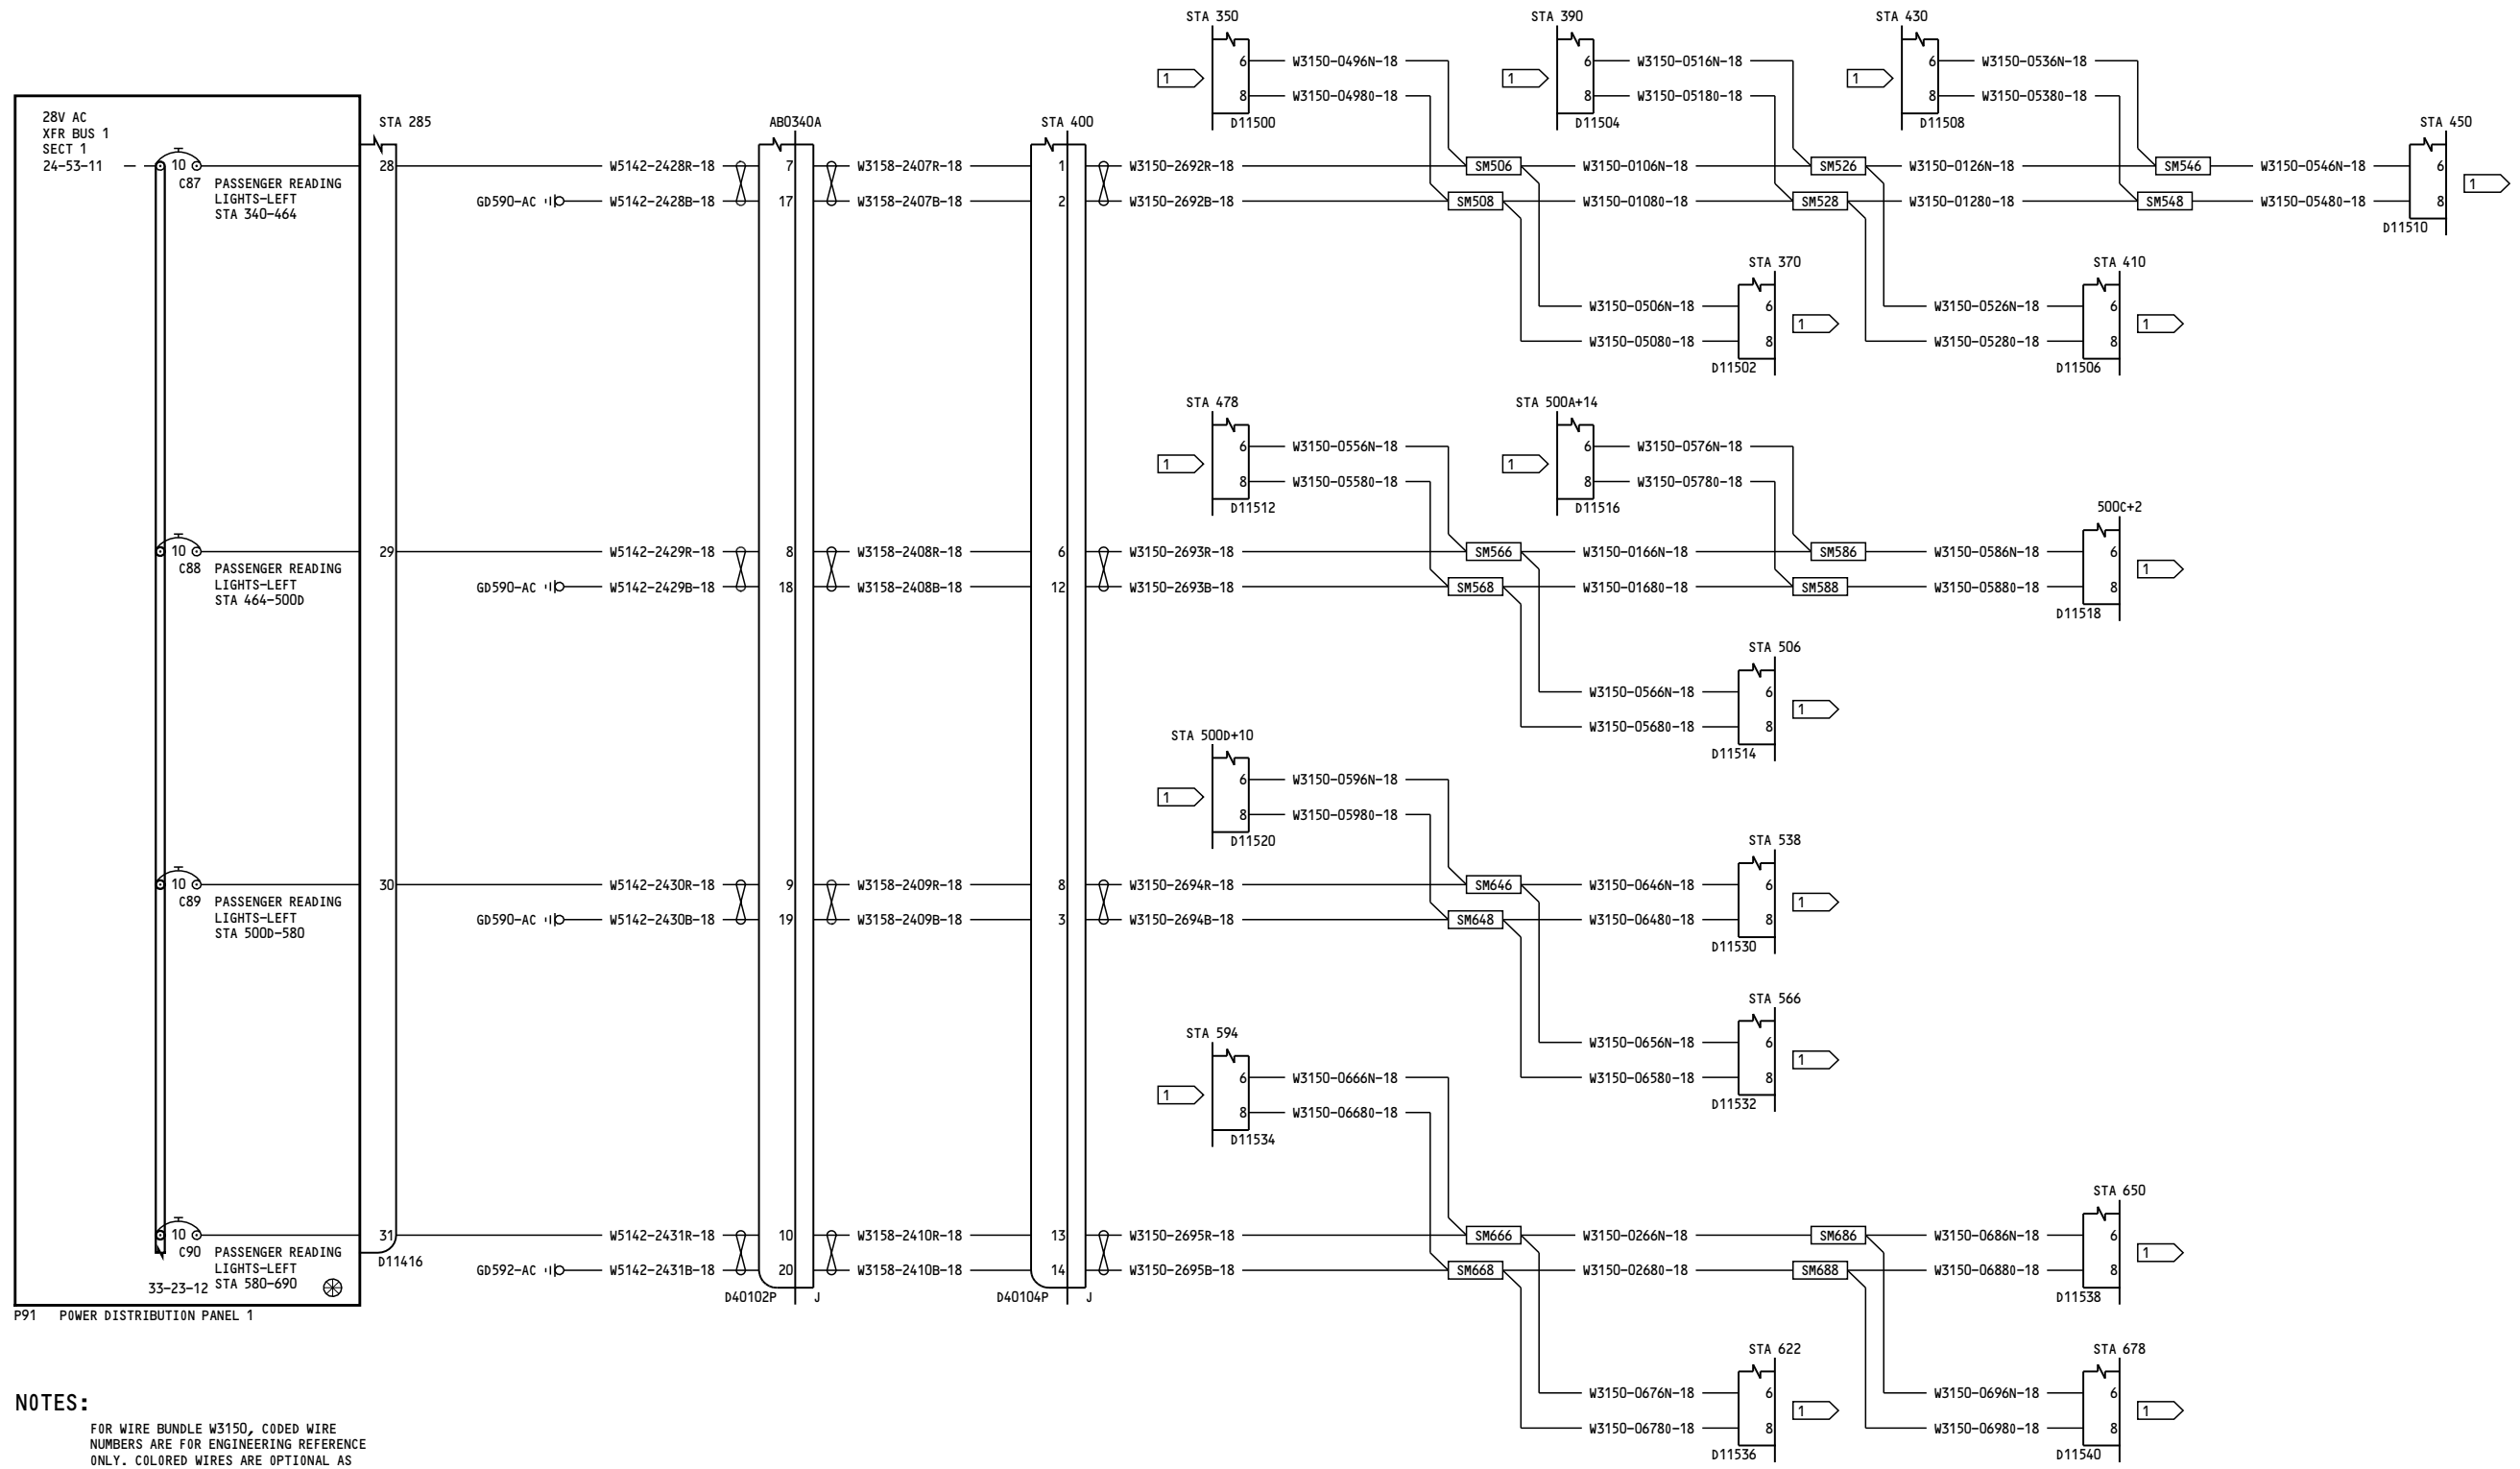 STA 350
STA 390
STA 430
6 W3150-0496N-18
6 W3150-0516N-18
6 W3150-0536N-18
1
1
1
8 W3150-0498O-18
8 W3150-0518O-18
8 W3150-0538O-18
D11500
D11504
D11508
28V AC
XFR BUS 1
SECT 1
24-53-11
STA 285
AB0340A
STA 400
STA 450
10 28 W5142-2428R-18 7 W3158-2407R-18 1 W3150-2692R-18 SM506 W3150-0106N-18 SM526 W3150-0126N-18 SM546 W3150-0546N-18 6
1
C87 PASSENGER READING
LIGHTS-LEFT
STA 340-464
GD590-AC W5142-2428B-18 17 W3158-2407B-18 2 W3150-2692B-18 SM508 W3150-0108O-18 SM528 W3150-0128O-18 SM548 W3150-0548O-18 8
D11510
STA 370
STA 410
W3150-0506N-18 6
W3150-0526N-18 6
1
1
W3150-0508O-18 8
W3150-0528O-18 8
D11502
D11506
STA 478
STA 500A+14
6 W3150-0556N-18
6 W3150-0576N-18
1
1
8 W3150-0558O-18
8 W3150-0578O-18
D11512
D11516
500C+2
10 29 W5142-2429R-18 8 W3158-2408R-18 6 W3150-2693R-18 SM566 W3150-0166N-18 SM586 W3150-0586N-18 6
1
C88 PASSENGER READING
LIGHTS-LEFT
STA 464-500D
GD590-AC W5142-2429B-18 18 W3158-2408B-18 12 W3150-2693B-18 SM568 W3150-0168O-18 SM588 W3150-0588O-18 8
D11518
STA 506
W3150-0566N-18 6
1
W3150-0568O-18 8
D11514
STA 500D+10
6 W3150-0596N-18
1
8 W3150-0598O-18
D11520
STA 538
10 30 W5142-2430R-18 9 W3158-2409R-18 8 W3150-2694R-18 SM646 W3150-0646N-18 6
1
C89 PASSENGER READING
LIGHTS-LEFT
STA 500D-580
GD590-AC W5142-2430B-18 19 W3158-2409B-18 3 W3150-2694B-18 SM648 W3150-0648O-18 8
D11530
STA 566
W3150-0656N-18 6
1
W3150-0658O-18 8
D11532
STA 594
6 W3150-0666N-18
1
8 W3150-0668O-18
D11534
STA 650
10 31 W5142-2431R-18 10 W3158-2410R-18 13 W3150-2695R-18 SM666 W3150-0266N-18 SM686 W3150-0686N-18 6
1
C90 PASSENGER READING
LIGHTS-LEFT
33-23-12 STA 580-690
D11416
GD592-AC W5142-2431B-18 20 W3158-2410B-18 14 W3150-2695B-18 SM668 W3150-0268O-18 SM688 W3150-0688O-18 8
D40102P J
D40104P J
D11538
P91 POWER DISTRIBUTION PANEL 1
STA 622
STA 678
W3150-0676N-18 6
W3150-0696N-18 6
1
1
W3150-0678O-18 8
W3150-0698O-18 8
D11536
D11540
NOTES:
FOR WIRE BUNDLE W3150, CODED WIRE
NUMBERS ARE FOR ENGINEERING REFERENCE
ONLY. COLORED WIRES ARE OPTIONAL AS